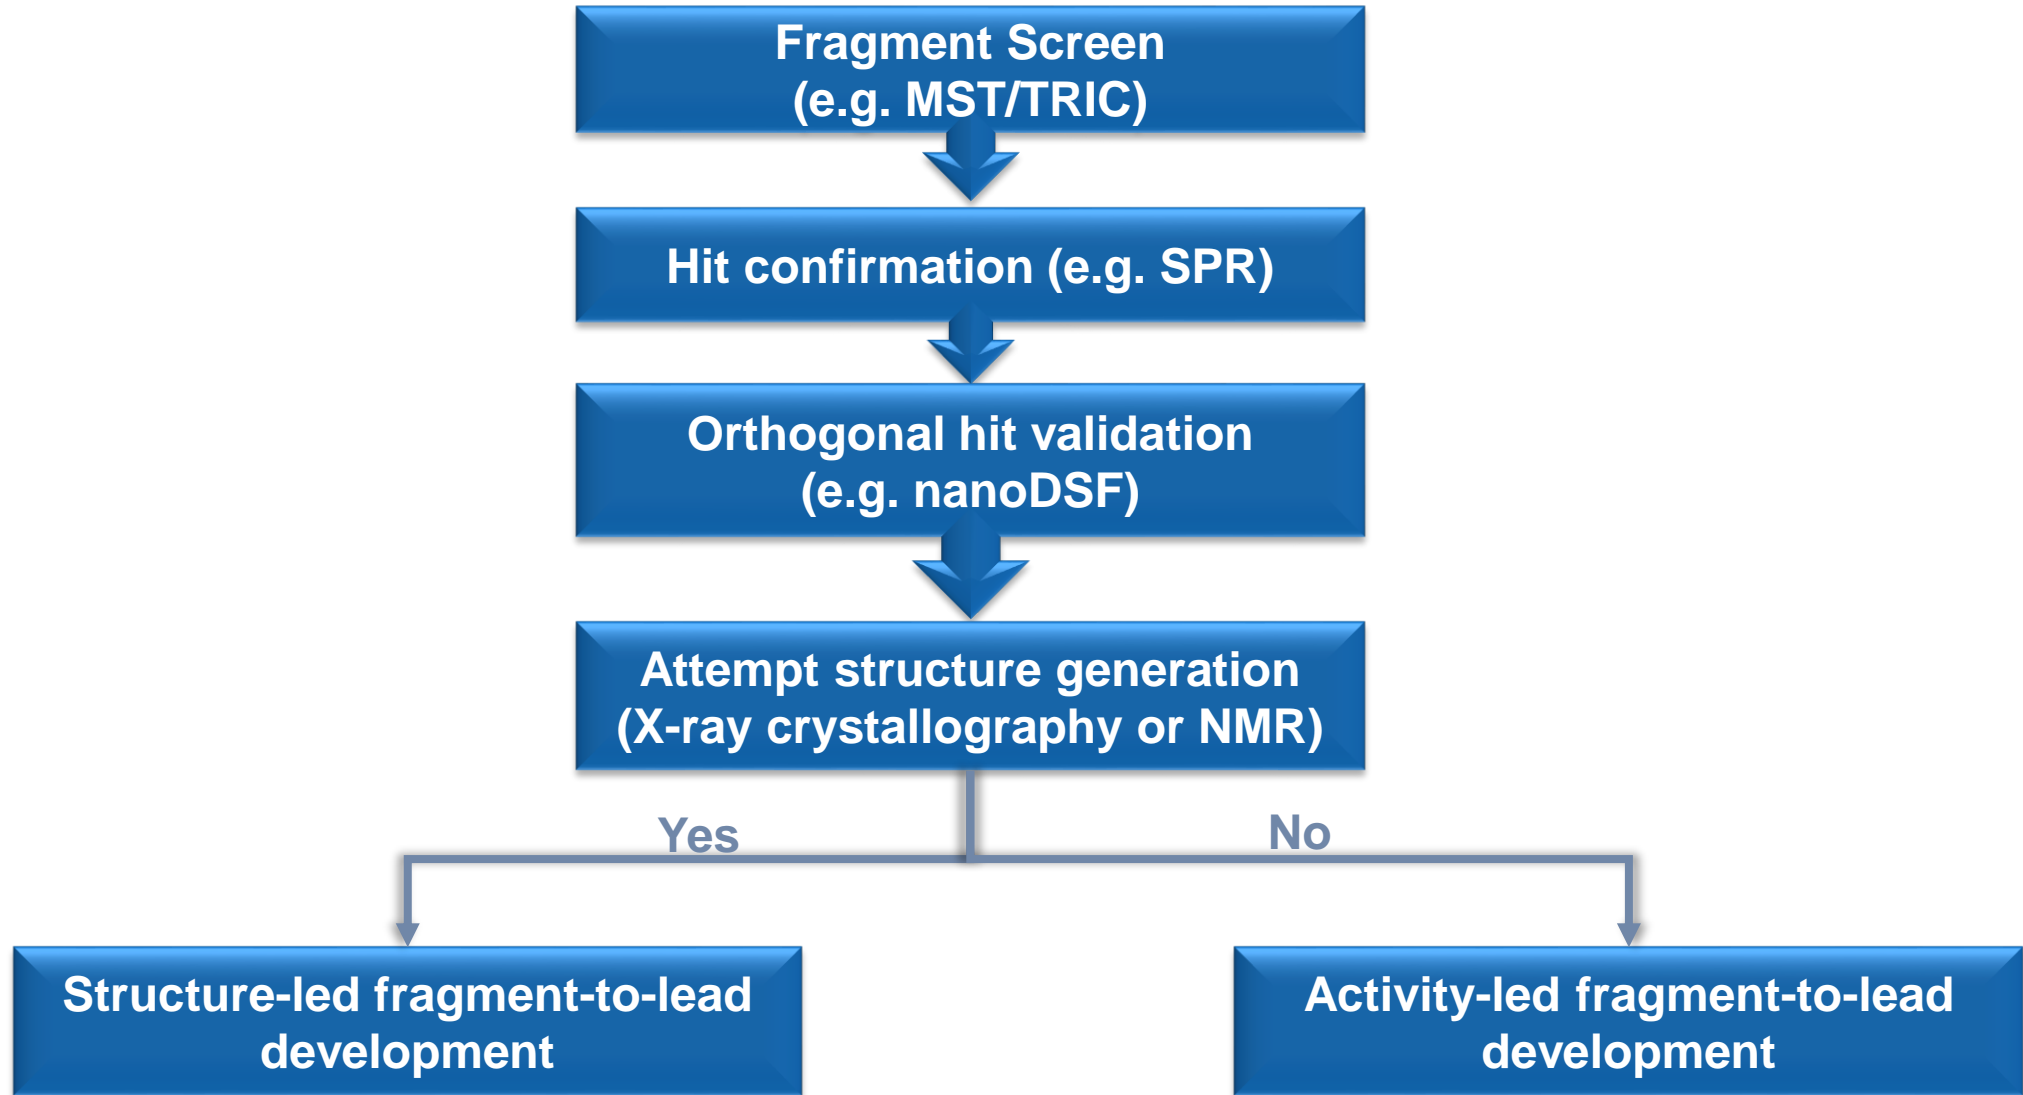 Fragment Screen
(e.g. MST/TRIC)
Hit confirmation (e.g. SPR)
Orthogonal hit validation
(e.g. nanoDSF)
Attempt structure generation
(X-ray crystallography or NMR)
Yes
No
Structure-led fragment-to-lead
development
Activity-led fragment-to-lead
development